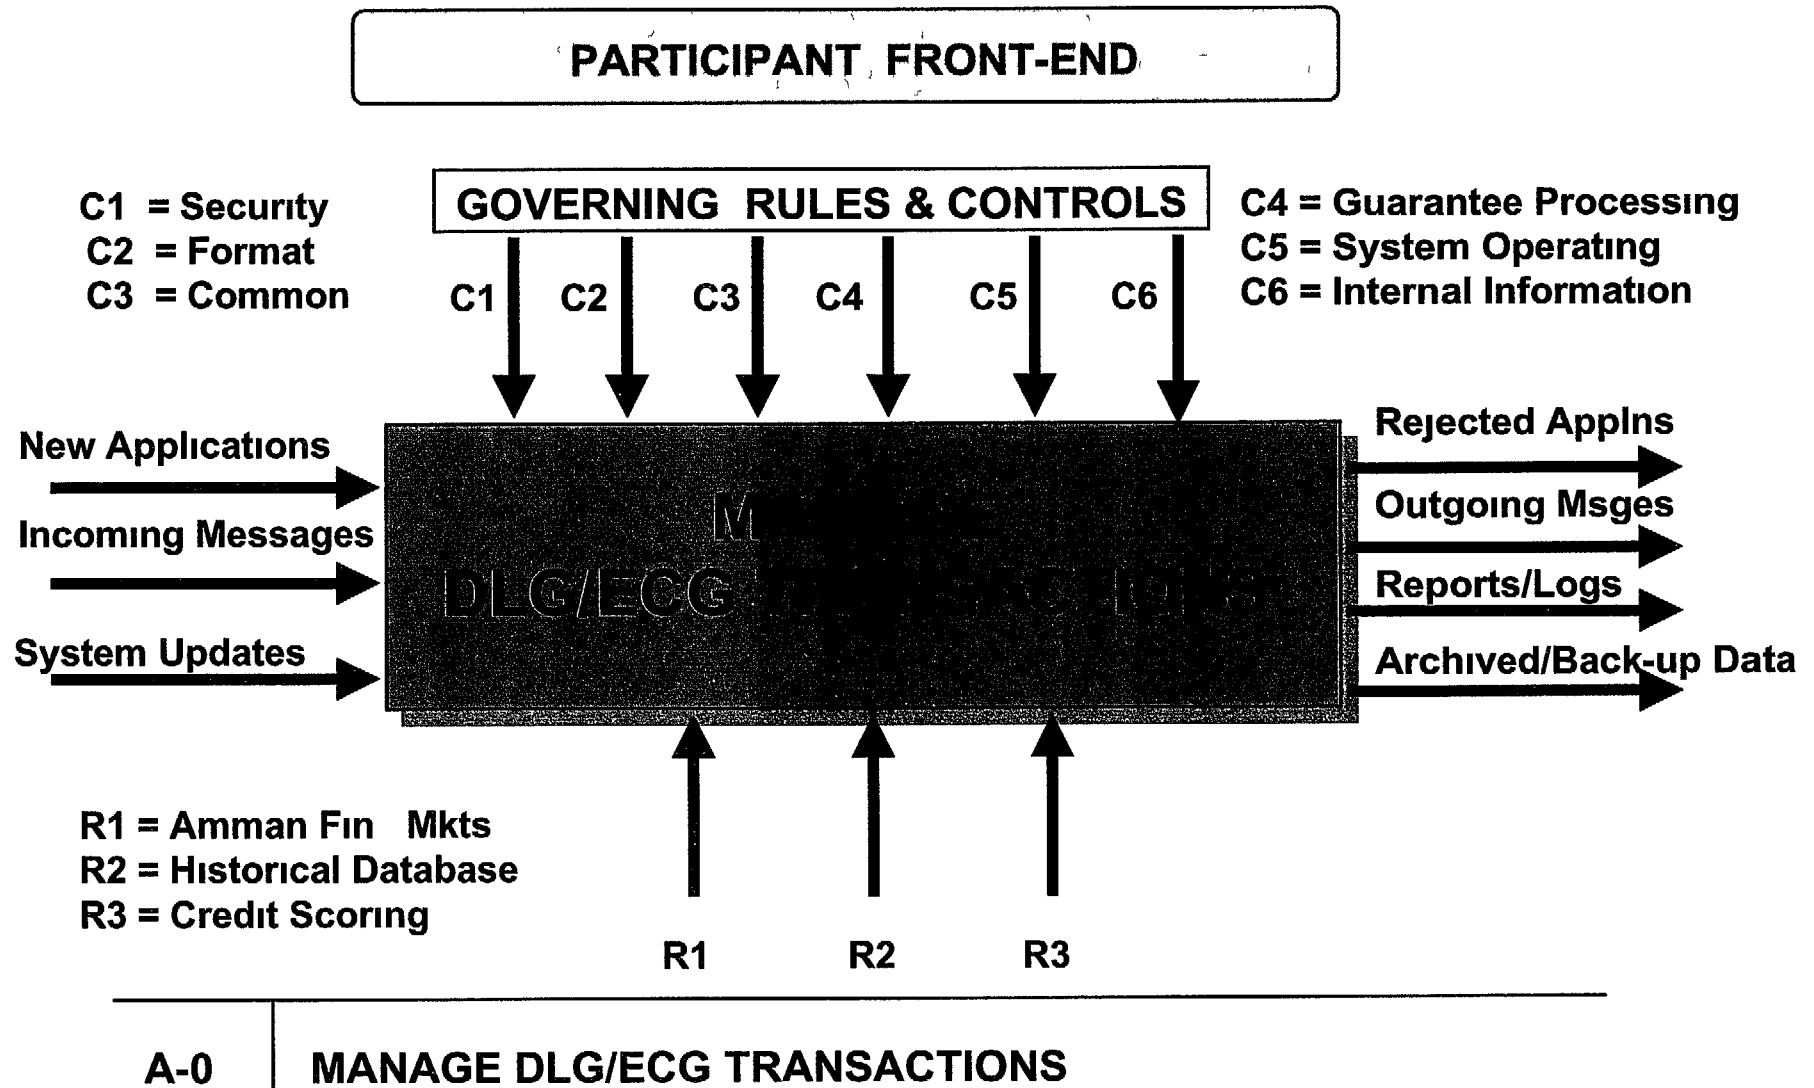 PARTICIPANT FRONT-END
GOVERNING RULES & CONTROLS
C1 = Security
C2 = Format
C3 = Common
C4 = Guarantee Processing
C5 = System Operating
C6 = Internal Information
C1 C2 C3 C4 C5 C6
New Applications
Incoming Messages
System Updates
DLG/ECG
Rejected Applns
Outgoing Msges
Reports/Logs
Archived/Back-up Data
R1 = Amman Fin Mkts
R2 = Historical Database
R3 = Credit Scoring
R1 R2 R3
A-0 MANAGE DLG/ECG TRANSACTIONS